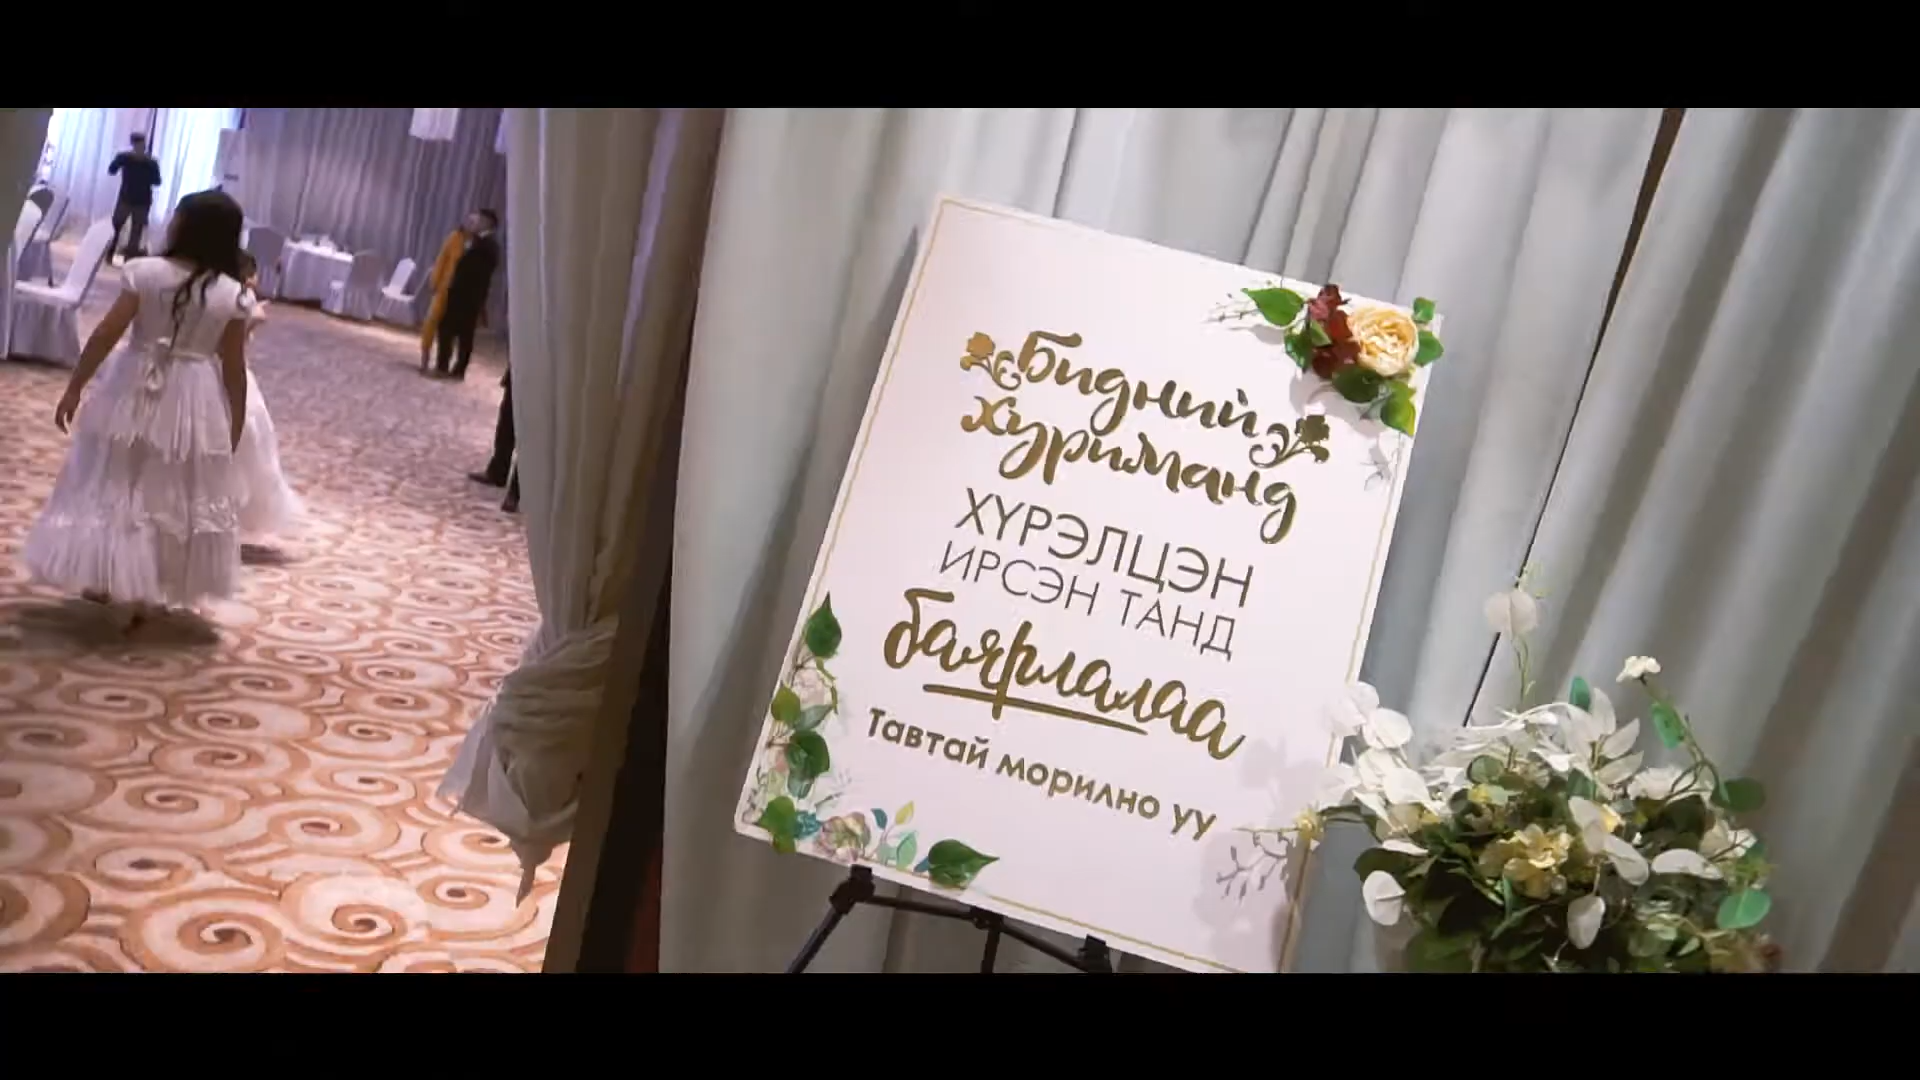 Бидний
хуриманд
ХҮРЭЛЦЭН
ИРСЭН ТАНД
баярлалаа
Тавтай морилно уу